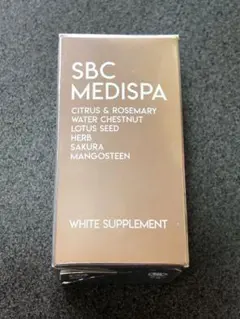 SBC
MEDISPA
CITRUS & ROSEMARY
WATER CHESTNUT
LOTUS SEED
HERB
SAKURA
MANGOSTEEN
WHITE SUPPLEMENT